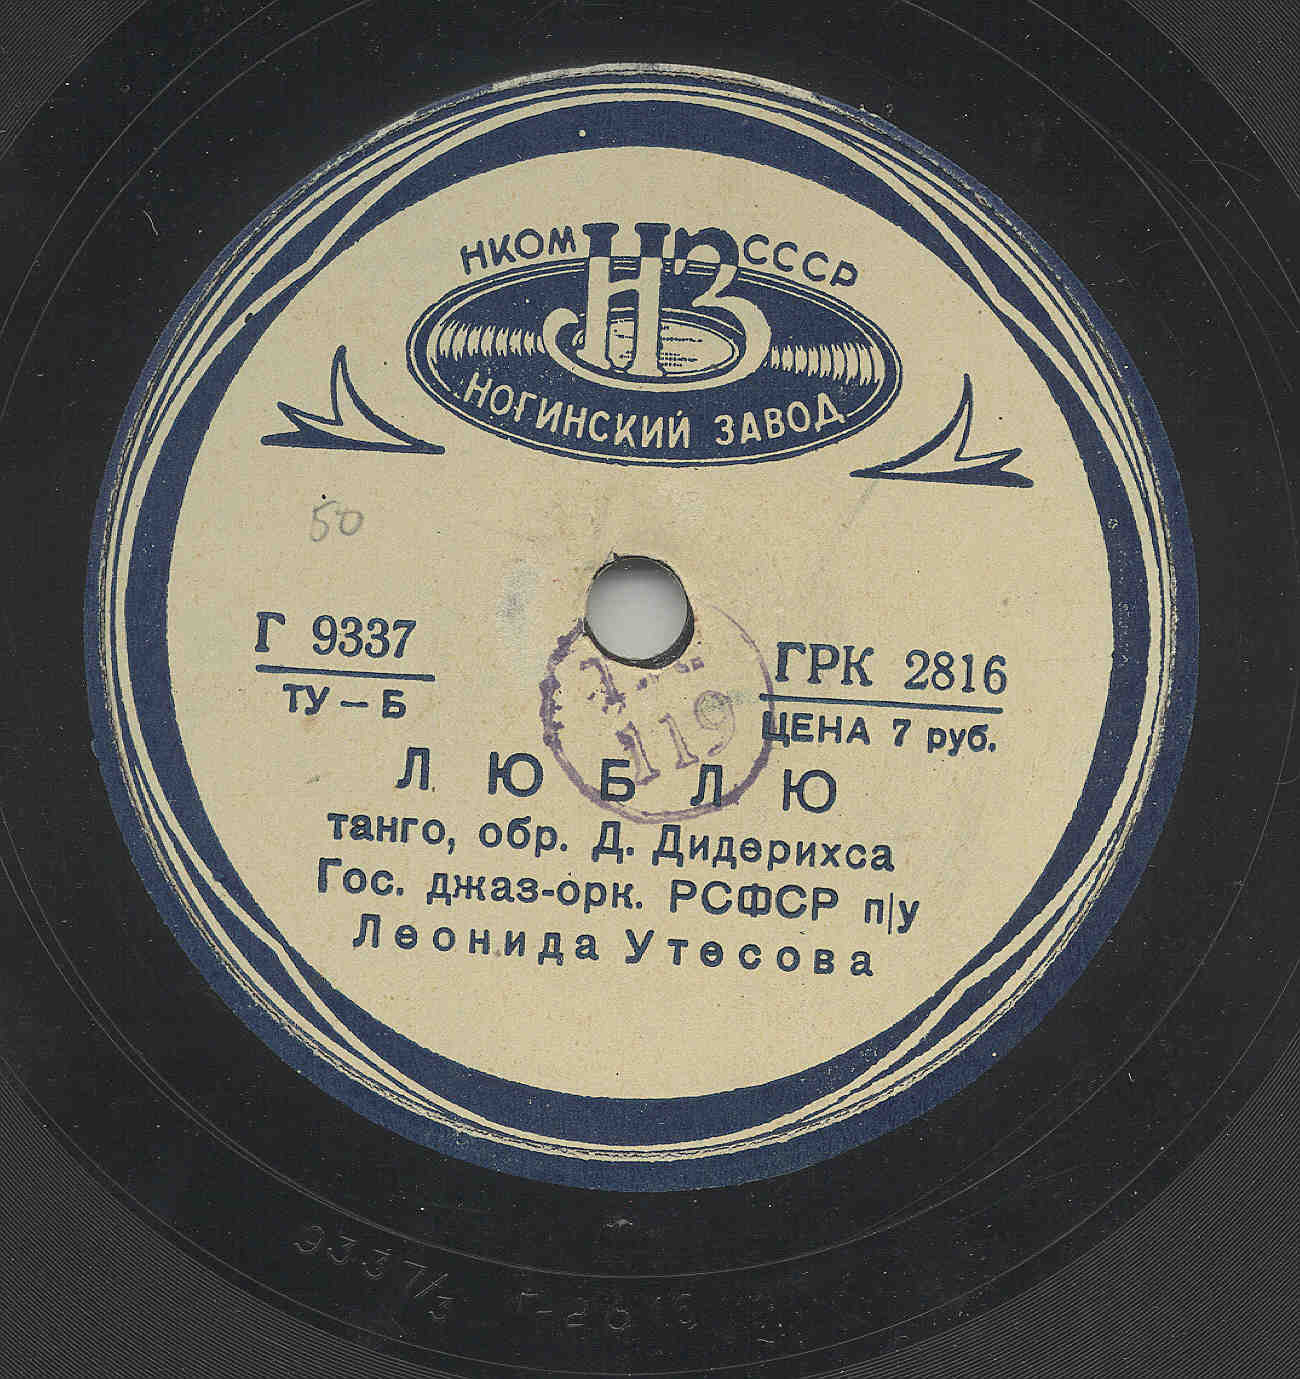 НКОМ НЗ СССР
НОГИНСКИЙ ЗАВОД
50
Г 9337
ТУ – Б
ГРК 2816
ЦЕНА 7 руб.
119
ЛЮБЛЮ
танго, обр. Д. Дидерихса
Гос. джаз-орк. РСФСР п/у
Леонида Утесова
9337/3